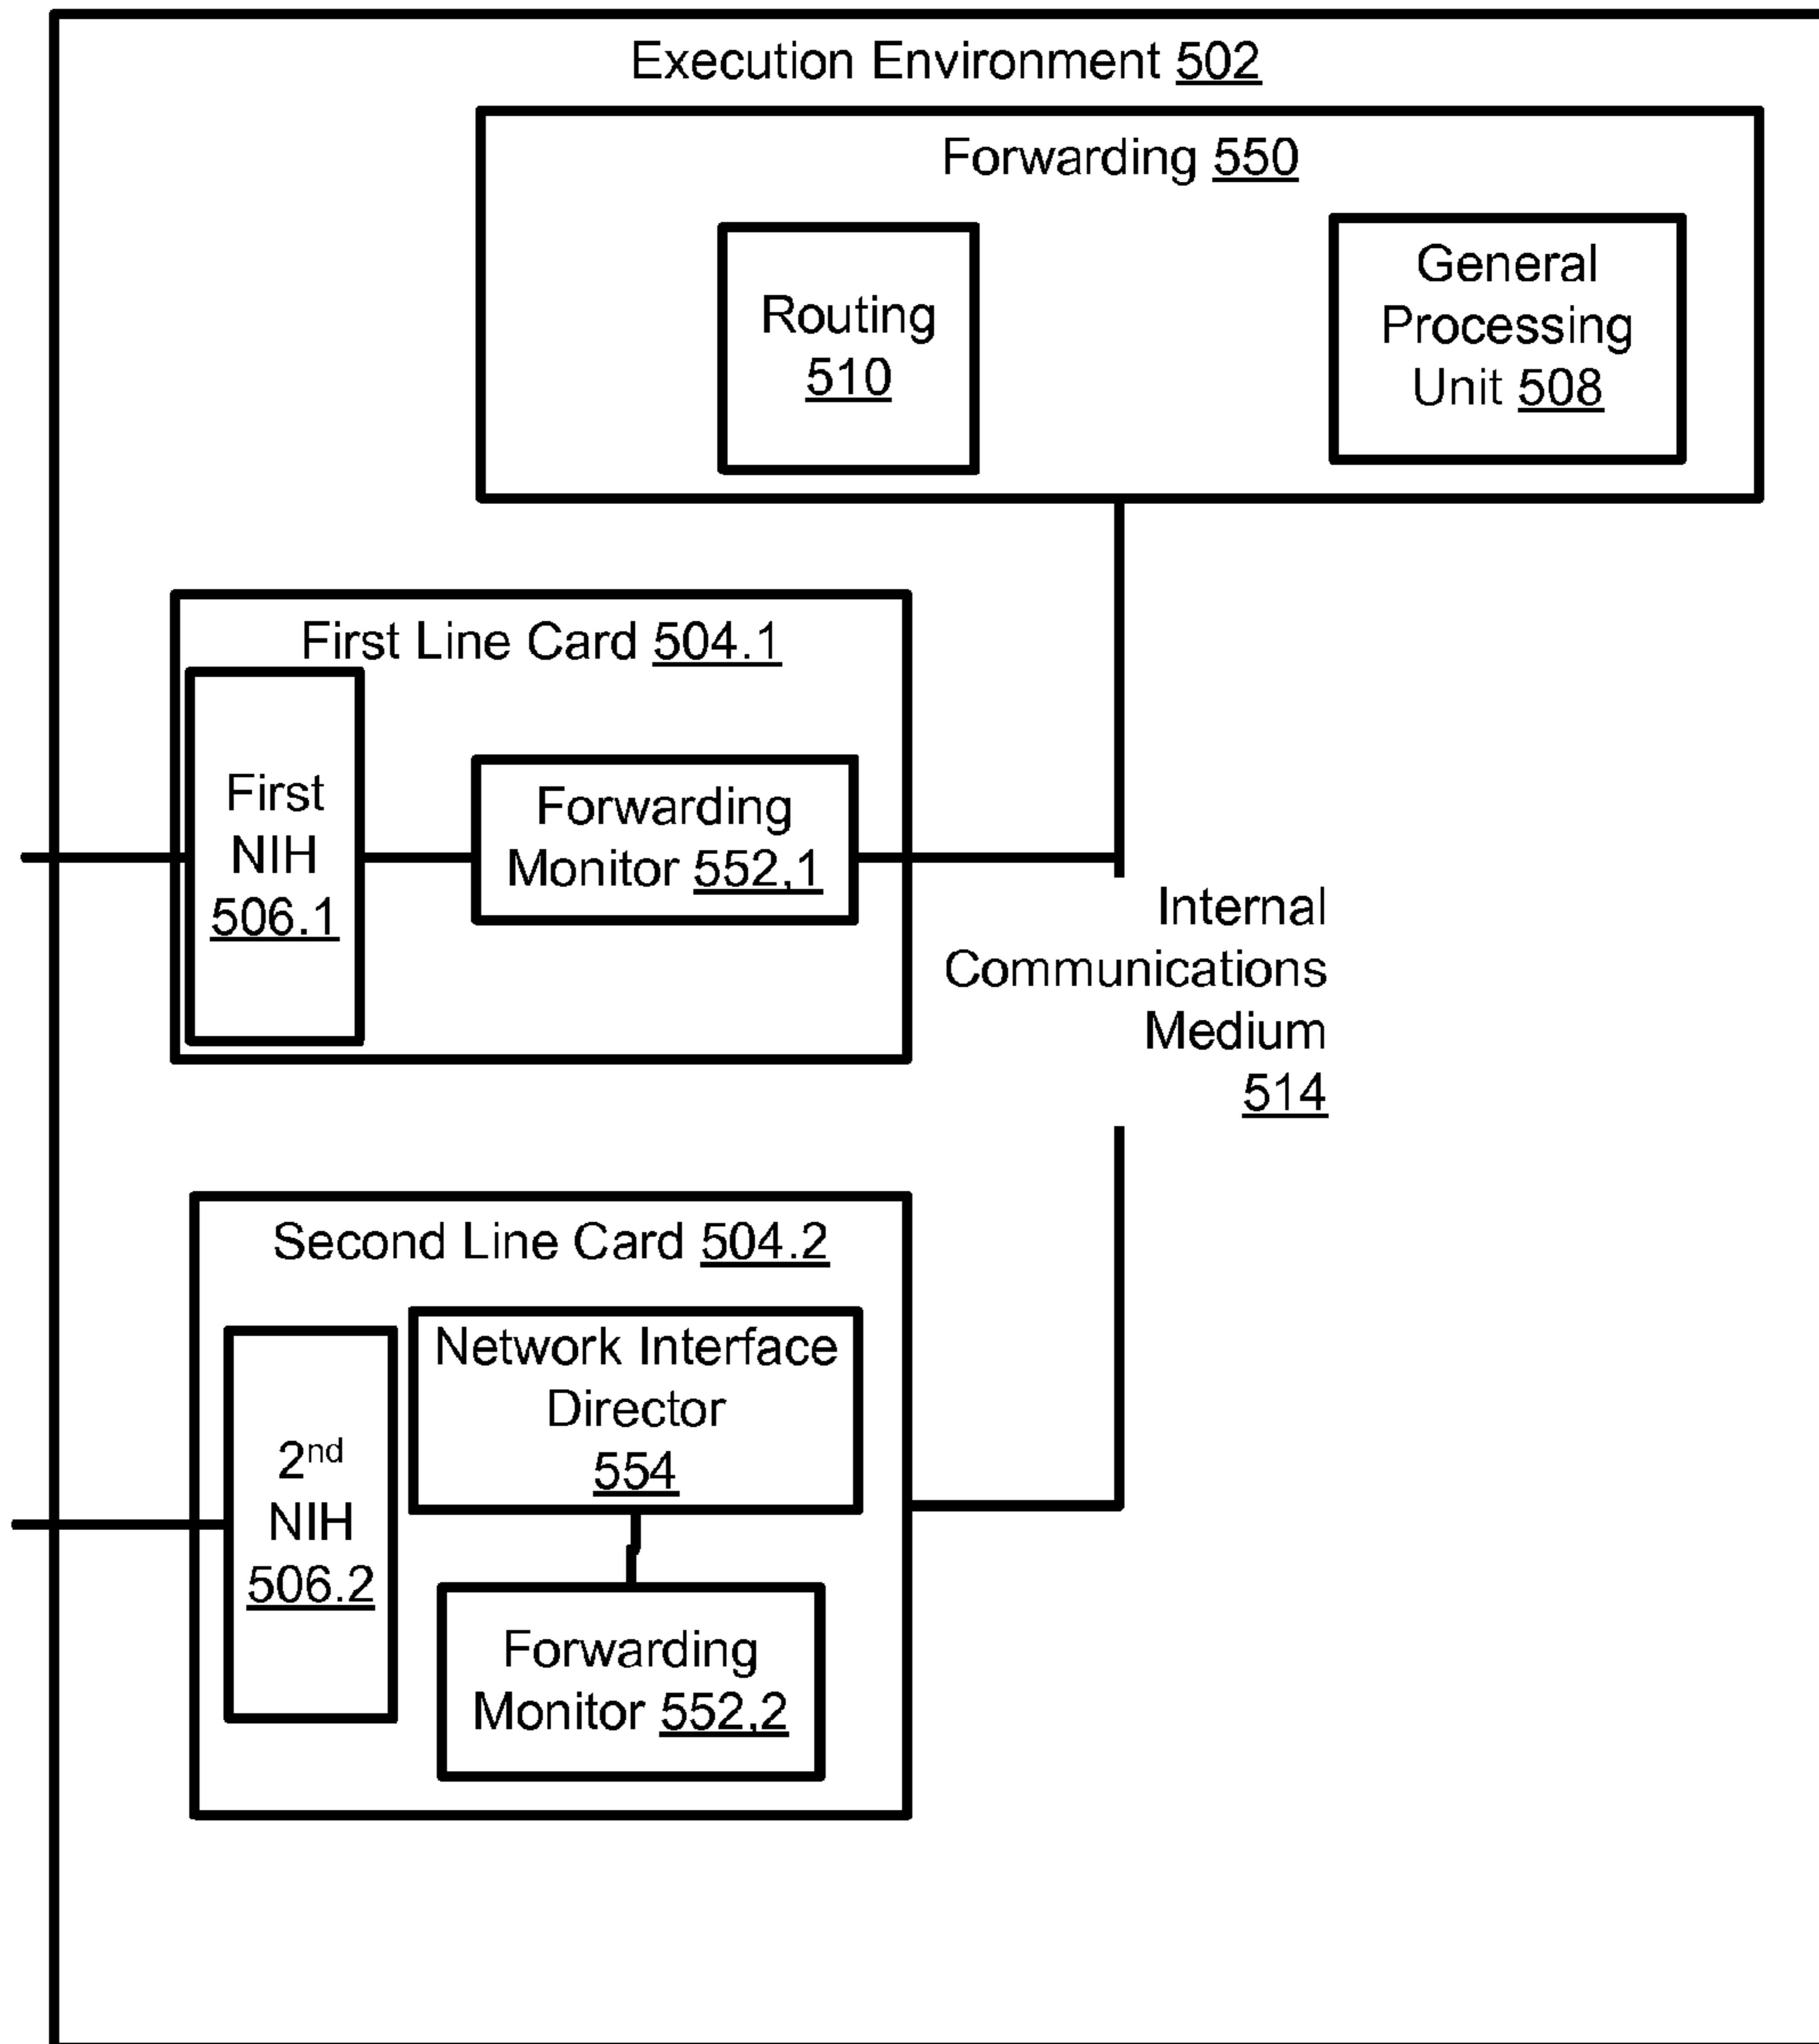 Execution Environment 502
Forwarding 550
Routing
510
General
Processing
Unit 508
First Line Card 504.1
First
NIH
506.1
Forwarding
Monitor 552,1
Internal
Communications
Medium
514
Second Line Card 504.2
2nd
NIH
506.2
Network Interface
Director
554
Forwarding
Monitor 552,2